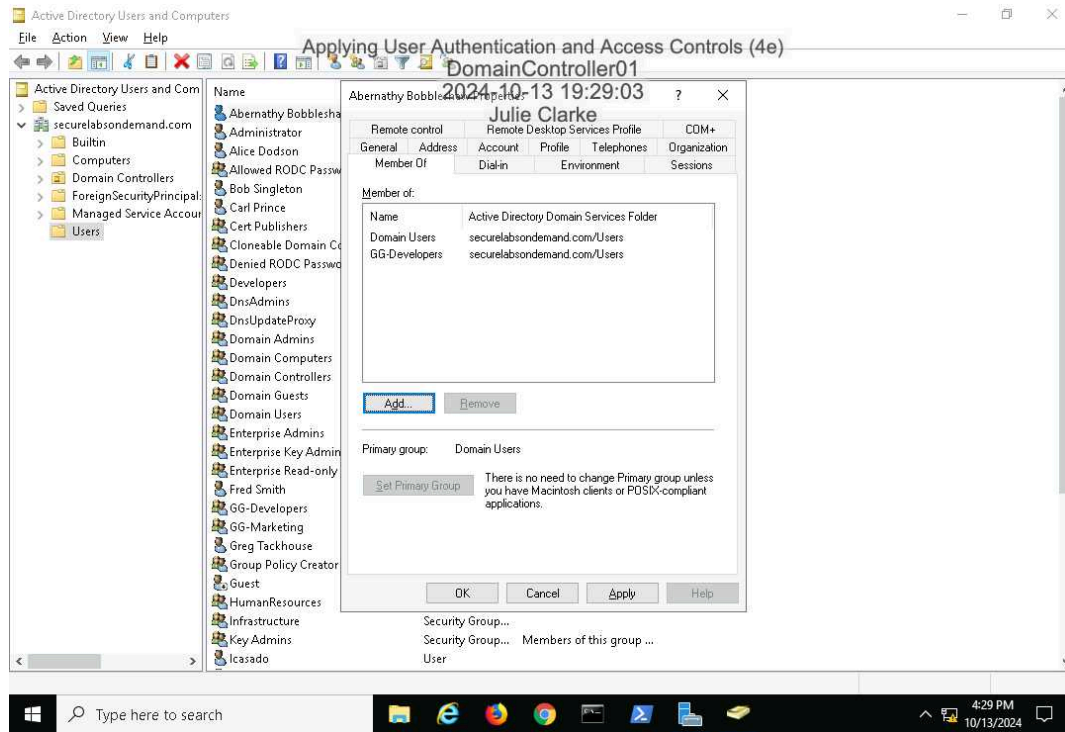 Active Directory Users and Computers
File Action View Help
Applying User Authentication and Access Controls (4e)
DomainController01
2024-10-13 19:29:03
Julie Clarke
Active Directory Users and Com
Saved Queries
securelabsondemand.com
Builtin
Computers
Domain Controllers
ForeignSecurityPrincipal:
Managed Service Accour
Users
Name
Abernathy Bobblesha
Administrator
Alice Dodson
Allowed RODC Passw
Bob Singleton
Carl Prince
Cert Publishers
Cloneable Domain Co
Denied RODC Passwo
Developers
DnsAdmins
DnsUpdateProxy
Domain Admins
Domain Computers
Domain Controllers
Domain Guests
Domain Users
Enterprise Admins
Enterprise Key Admin
Enterprise Read-only
Fred Smith
GG-Developers
GG-Marketing
Greg Tackhouse
Group Policy Creator
Guest
HumanResources
Infrastructure Security Group...
Key Admins Security Group... Members of this group ...
lcasado User
Abernathy Bobbleshaw Properties ?
Remote control Remote Desktop Services Profile COM+
General Address Account Profile Telephones Organization
Member Of Dial-in Environment Sessions
Member of:
Name Active Directory Domain Services Folder
Domain Users securelabsondemand.com/Users
GG-Developers securelabsondemand.com/Users
Add... Remove
Primary group: Domain Users
Set Primary Group
There is no need to change Primary group unless
you have Macintosh clients or POSIX-compliant
applications.
OK Cancel Apply Help
Type here to search
4:29 PM
10/13/2024